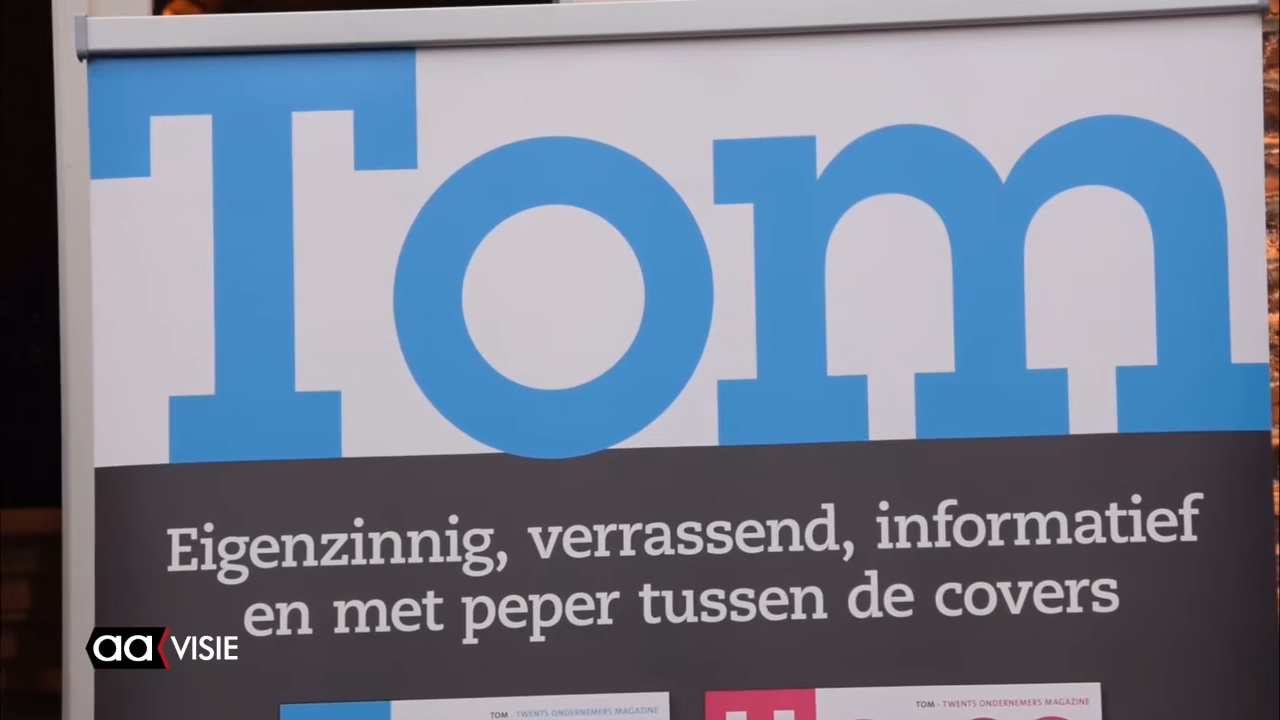 Tom
Eigenzinnig, verrassend, informatief
en met peper tussen de covers
aa VISIE
TOM - TWENTS ONDERNEMERS MAGAZINE
TOM - TWENTS ONDERNEMERS MAGAZINE